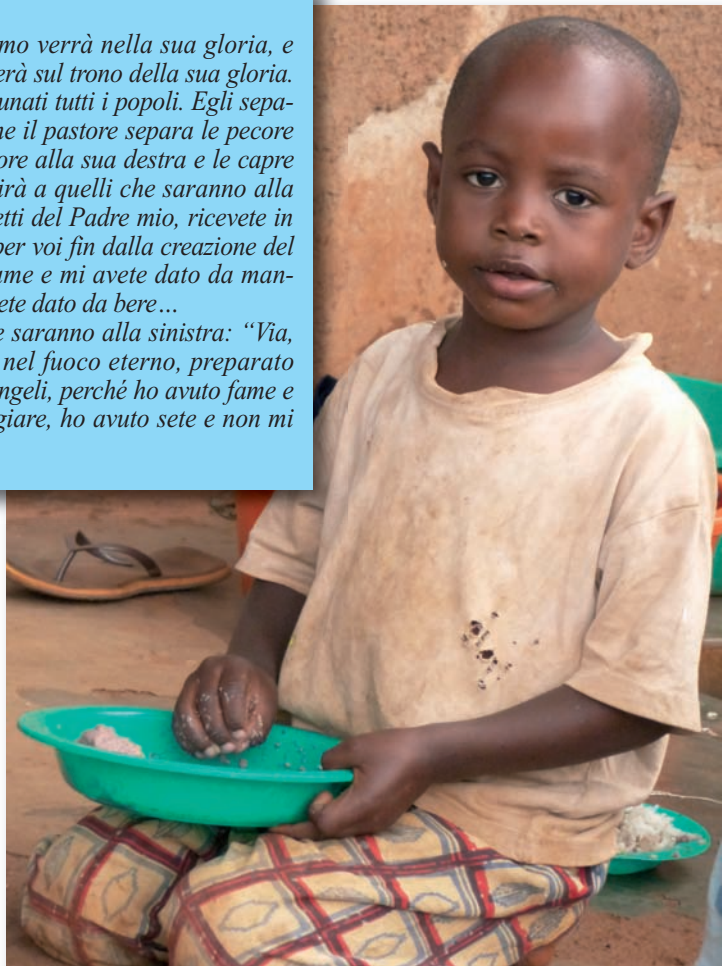 mo verrà nella sua gloria, e
erà sul trono della sua gloria.
unati tutti i popoli. Egli sepa-
ne il pastore separa le pecore
ore alla sua destra e le capre
irà a quelli che saranno alla
etti del Padre mio, ricevete in
per voi fin dalla creazione del
ame e mi avete dato da man-
ete dato da bere...
e saranno alla sinistra: “Via,
nel fuoco eterno, preparato
ngeli, perché ho avuto fame e
giare, ho avuto sete e non mi